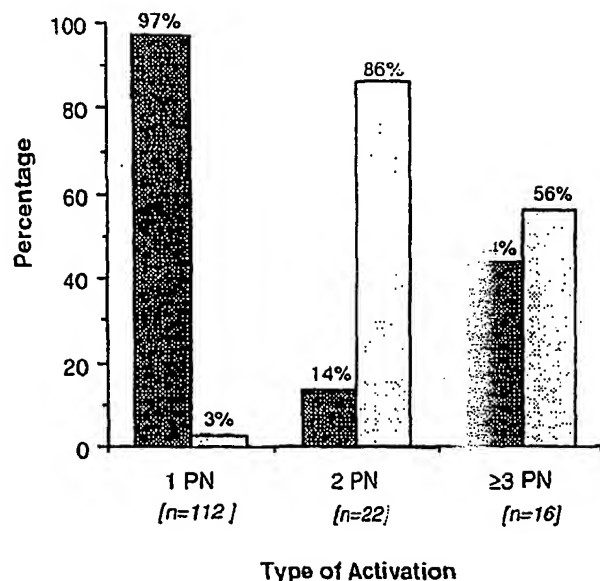 100
97%
86%
80
Percentage
60
56%
40
20
14%
3%
0
1 PN
2 PN
≥3 PN
[n=112 ]
[n=22]
[n=16]
Type of Activation